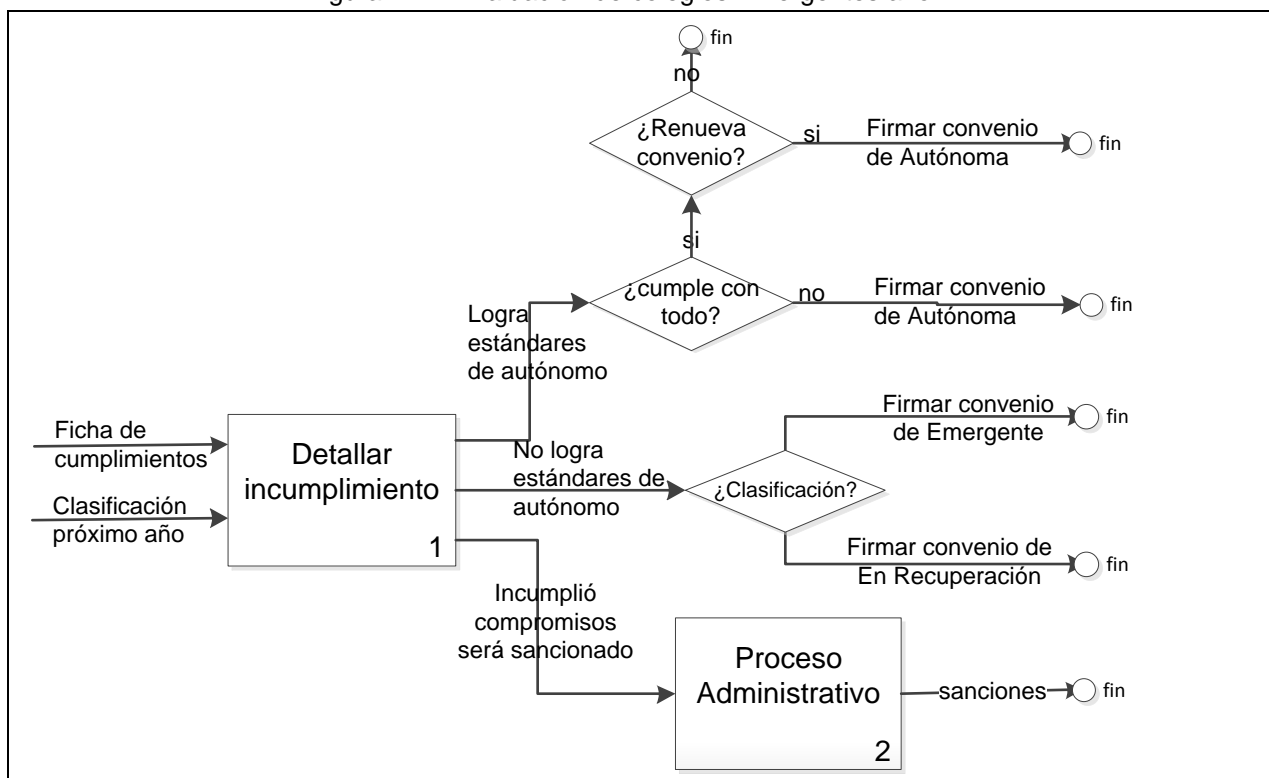 fin
no
¿Renueva
convenio?
si
Firmar convenio
de Autónoma
fin
si
¿cumple con
todo?
no
Firmar convenio
de Autónoma
fin
Logra
estándares
de autónomo
Ficha de
cumplimientos
Clasificación
próximo año
Detallar
incumplimiento
1
No logra
estándares de
autónomo
¿Clasificación?
Firmar convenio
de Emergente
fin
Firmar convenio de
En Recuperación
fin
Incumplió
compromisos
será sancionado
Proceso
Administrativo
2
sanciones
fin